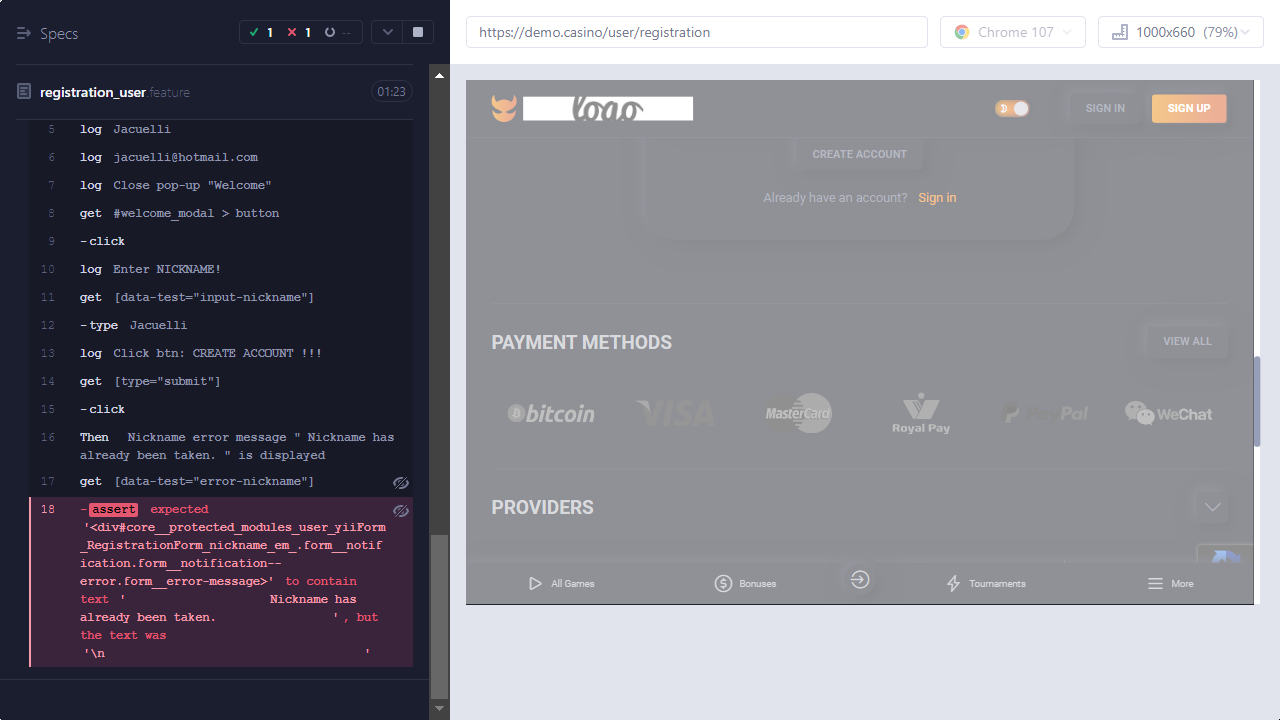 Specs
1
1
--
registration_user.feature
01:23
5 log Jacuelli
6 log jacuelli@hotmail.com
7 log Close pop-up "Welcome"
8 get #welcome_modal > button
9 -click
10 log Enter NICKNAME!
11 get [data-test="input-nickname"]
12 -type Jacuelli
13 log Click btn: CREATE ACCOUNT !!!
14 get [type="submit"]
15 -click
16 Then Nickname error message " Nickname has
already been taken. " is displayed
17 get [data-test="error-nickname"]
18 -assert expected
'<div#core__protected_modules_user_yiiForm
_RegistrationForm_nickname_em_.form__notif
ication.form__notification--
error.form__error-message>' to contain
text ' Nickname has
already been taken. ', but
the text was
'\n '
https://demo.casino/user/registration
Chrome 107
1000x660 (79%)
logo
SIGN IN
SIGN UP
CREATE ACCOUNT
Already have an account? Sign in
PAYMENT METHODS
VIEW ALL
bitcoin
VISA
MasterCard
Royal Pay
PayPal
WeChat
PROVIDERS
All Games
Bonuses
Tournaments
More